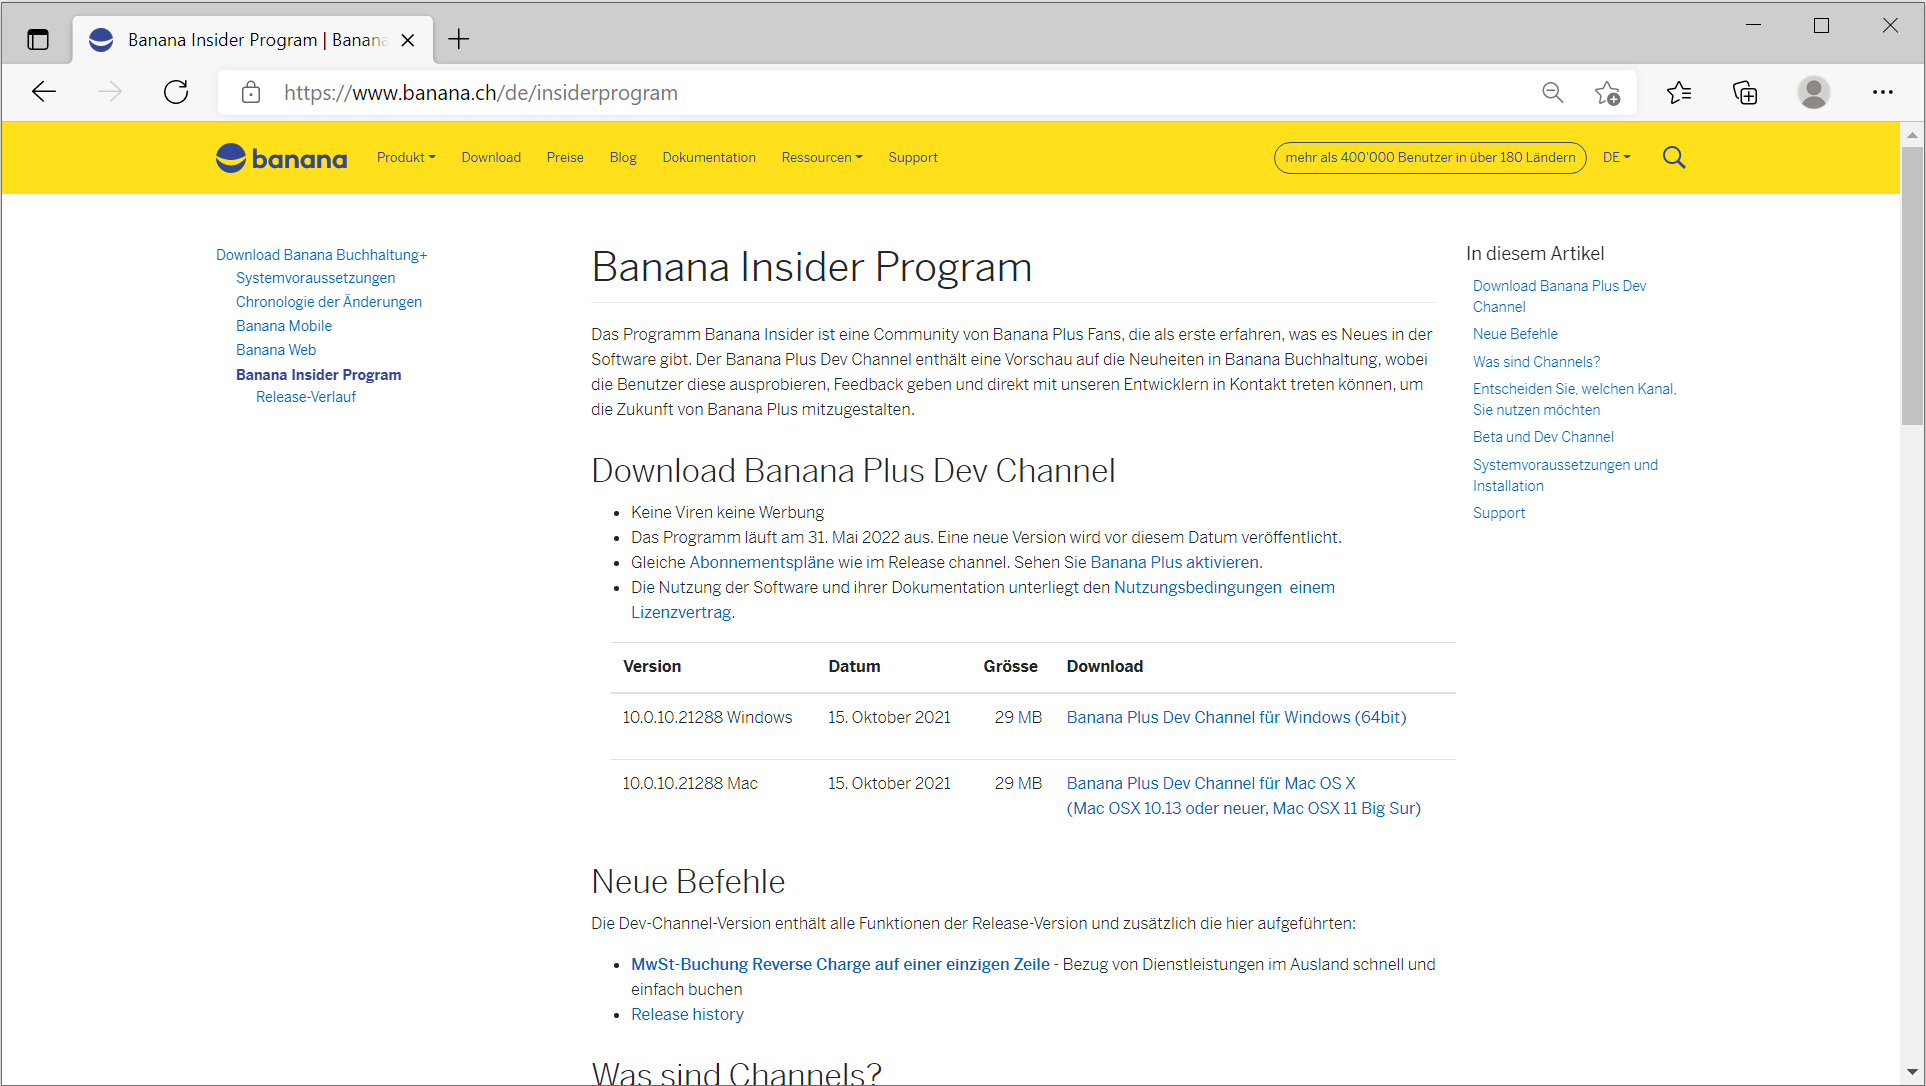 Banana Insider Program | Banana
https://www.banana.ch/de/insiderprogram
banana
Produkt
Download
Preise
Blog
Dokumentation
Ressourcen
Support
mehr als 400'000 Benutzer in über 180 Ländern
DE
Download Banana Buchhaltung+
Systemvoraussetzungen
Chronologie der Änderungen
Banana Mobile
Banana Web
Banana Insider Program
Release-Verlauf
Banana Insider Program
Das Programm Banana Insider ist eine Community von Banana Plus Fans, die als erste erfahren, was es Neues in der
Software gibt. Der Banana Plus Dev Channel enthält eine Vorschau auf die Neuheiten in Banana Buchhaltung, wobei
die Benutzer diese ausprobieren, Feedback geben und direkt mit unseren Entwicklern in Kontakt treten können, um
die Zukunft von Banana Plus mitzugestalten.
Download Banana Plus Dev Channel
• Keine Viren keine Werbung
• Das Programm läuft am 31. Mai 2022 aus. Eine neue Version wird vor diesem Datum veröffentlicht.
• Gleiche Abonnementspläne wie im Release channel. Sehen Sie Banana Plus aktivieren.
• Die Nutzung der Software und ihrer Dokumentation unterliegt den Nutzungsbedingungen einem
Lizenzvertrag.
Version Datum Grösse Download
10.0.10.21288 Windows 15. Oktober 2021 29 MB Banana Plus Dev Channel für Windows (64bit)
10.0.10.21288 Mac 15. Oktober 2021 29 MB Banana Plus Dev Channel für Mac OS X
(Mac OSX 10.13 oder neuer, Mac OSX 11 Big Sur)
Neue Befehle
Die Dev-Channel-Version enthält alle Funktionen der Release-Version und zusätzlich die hier aufgeführten:
• MwSt-Buchung Reverse Charge auf einer einzigen Zeile - Bezug von Dienstleistungen im Ausland schnell und
einfach buchen
• Release history
Was sind Channels?
In diesem Artikel
Download Banana Plus Dev
Channel
Neue Befehle
Was sind Channels?
Entscheiden Sie, welchen Kanal,
Sie nutzen möchten
Beta und Dev Channel
Systemvoraussetzungen und
Installation
Support